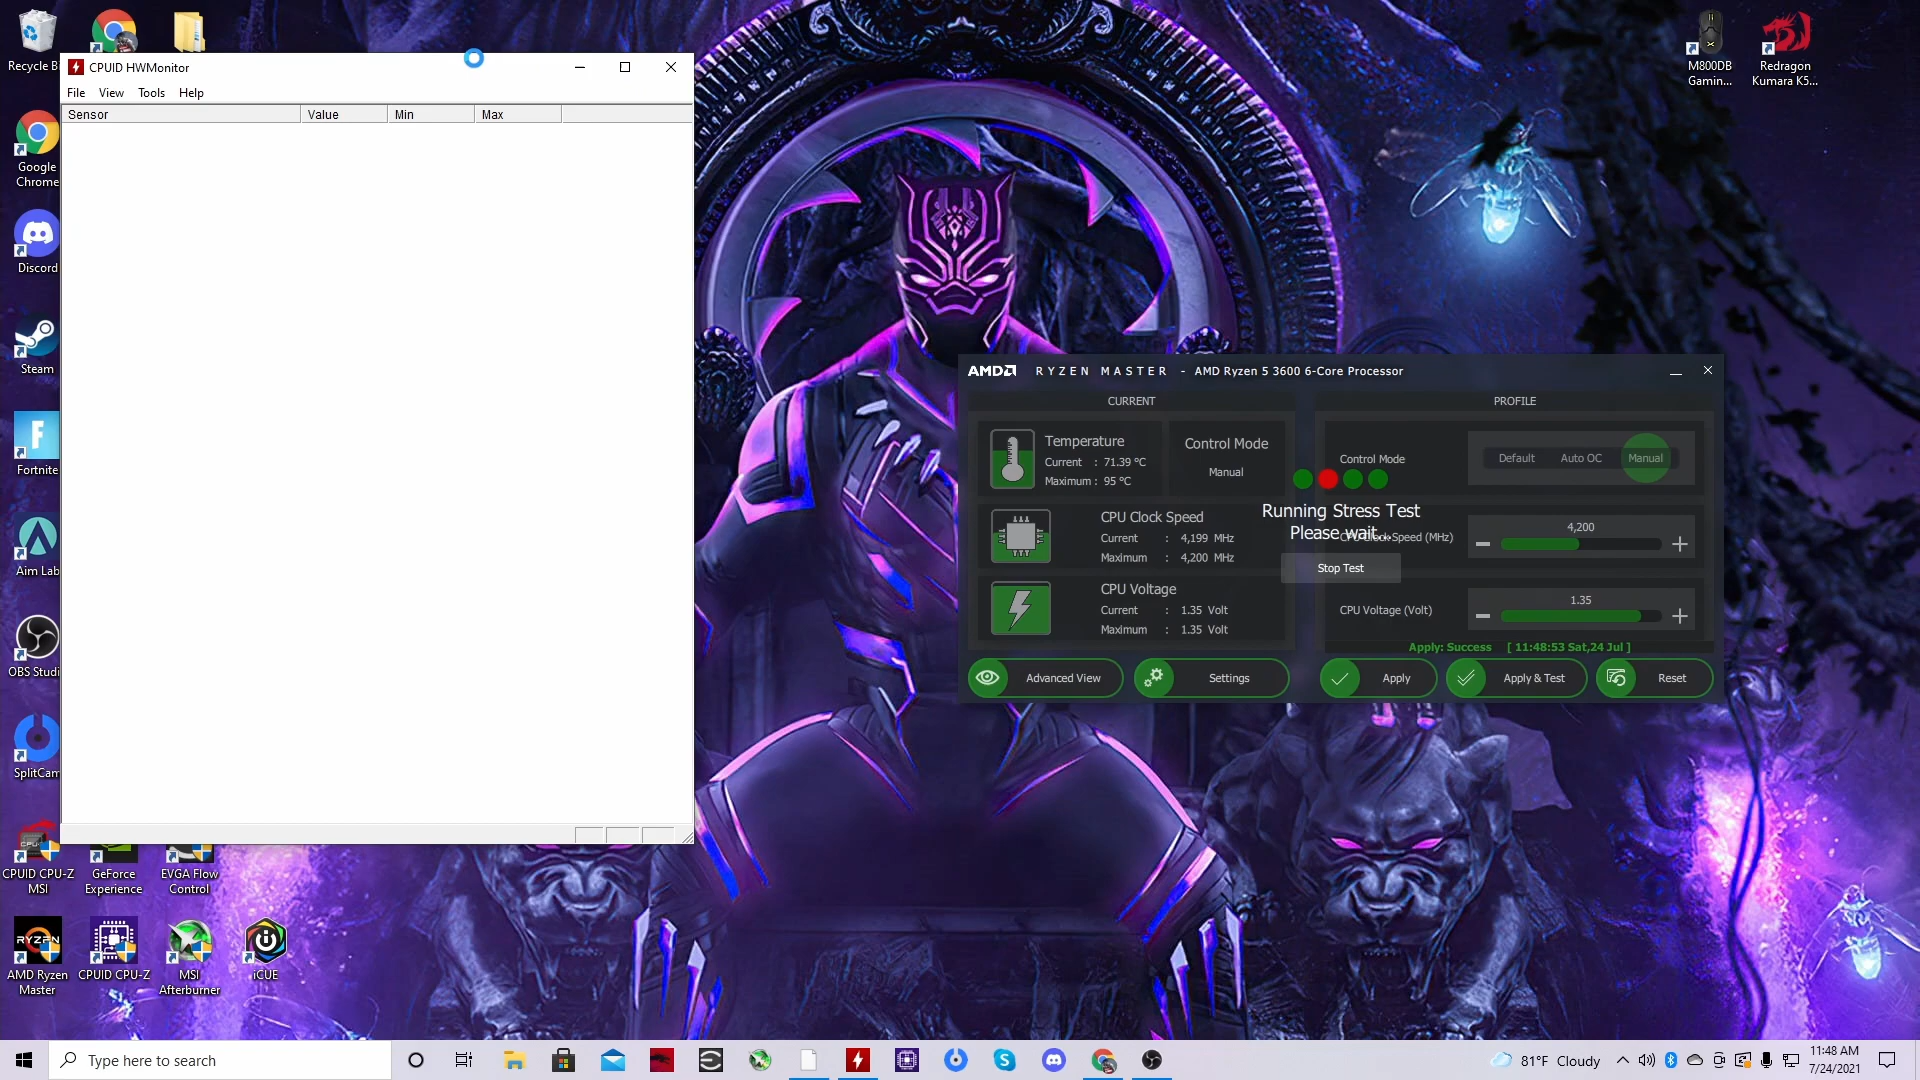 Recycle Bi
M800DB
Gamin...
Redragon
Kumara K5...
CPUID HWMonitor
File View Tools Help
Sensor Value Min Max
Google
Chrome
Discord
Steam
Fortnite
Aim Lab
OBS Studi
SplitCam
CPUID CPU-Z
MSI
GeForce
Experience
EVGA Flow
Control
RYZEN
AMD Ryzen
Master
CPUID CPU-Z
MSI
Afterburner
iCUE
AMD RYZEN MASTER - AMD Ryzen 5 3600 6-Core Processor
CURRENT
PROFILE
Temperature
Current : 71.39 °C
Maximum : 95 °C
Control Mode
Manual
Control Mode
Default Auto OC Manual
CPU Clock Speed
Current : 4,199 MHz
Maximum : 4,200 MHz
Running Stress Test
Please wait...
Stop Test
CPU Clock Speed (MHz)
4,200
CPU Voltage
Current : 1.35 Volt
Maximum : 1.35 Volt
CPU Voltage (Volt)
1.35
Apply: Success [ 11:48:53 Sat,24 Jul ]
Advanced View
Settings
Apply
Apply & Test
Reset
Type here to search
81°F Cloudy
11:48 AM
7/24/2021